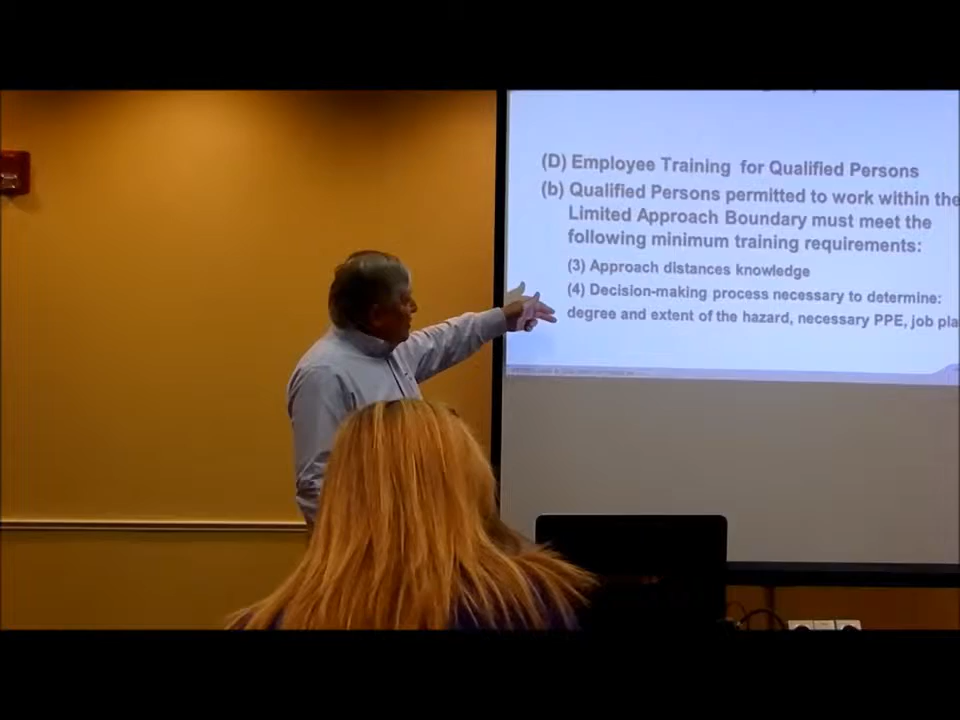 (D) Employee Training for Qualified Persons
(b) Qualified Persons permitted to work within the
Limited Approach Boundary must meet the
following minimum training requirements:
(3) Approach distances knowledge
(4) Decision-making process necessary to determine:
degree and extent of the hazard, necessary PPE, job pla